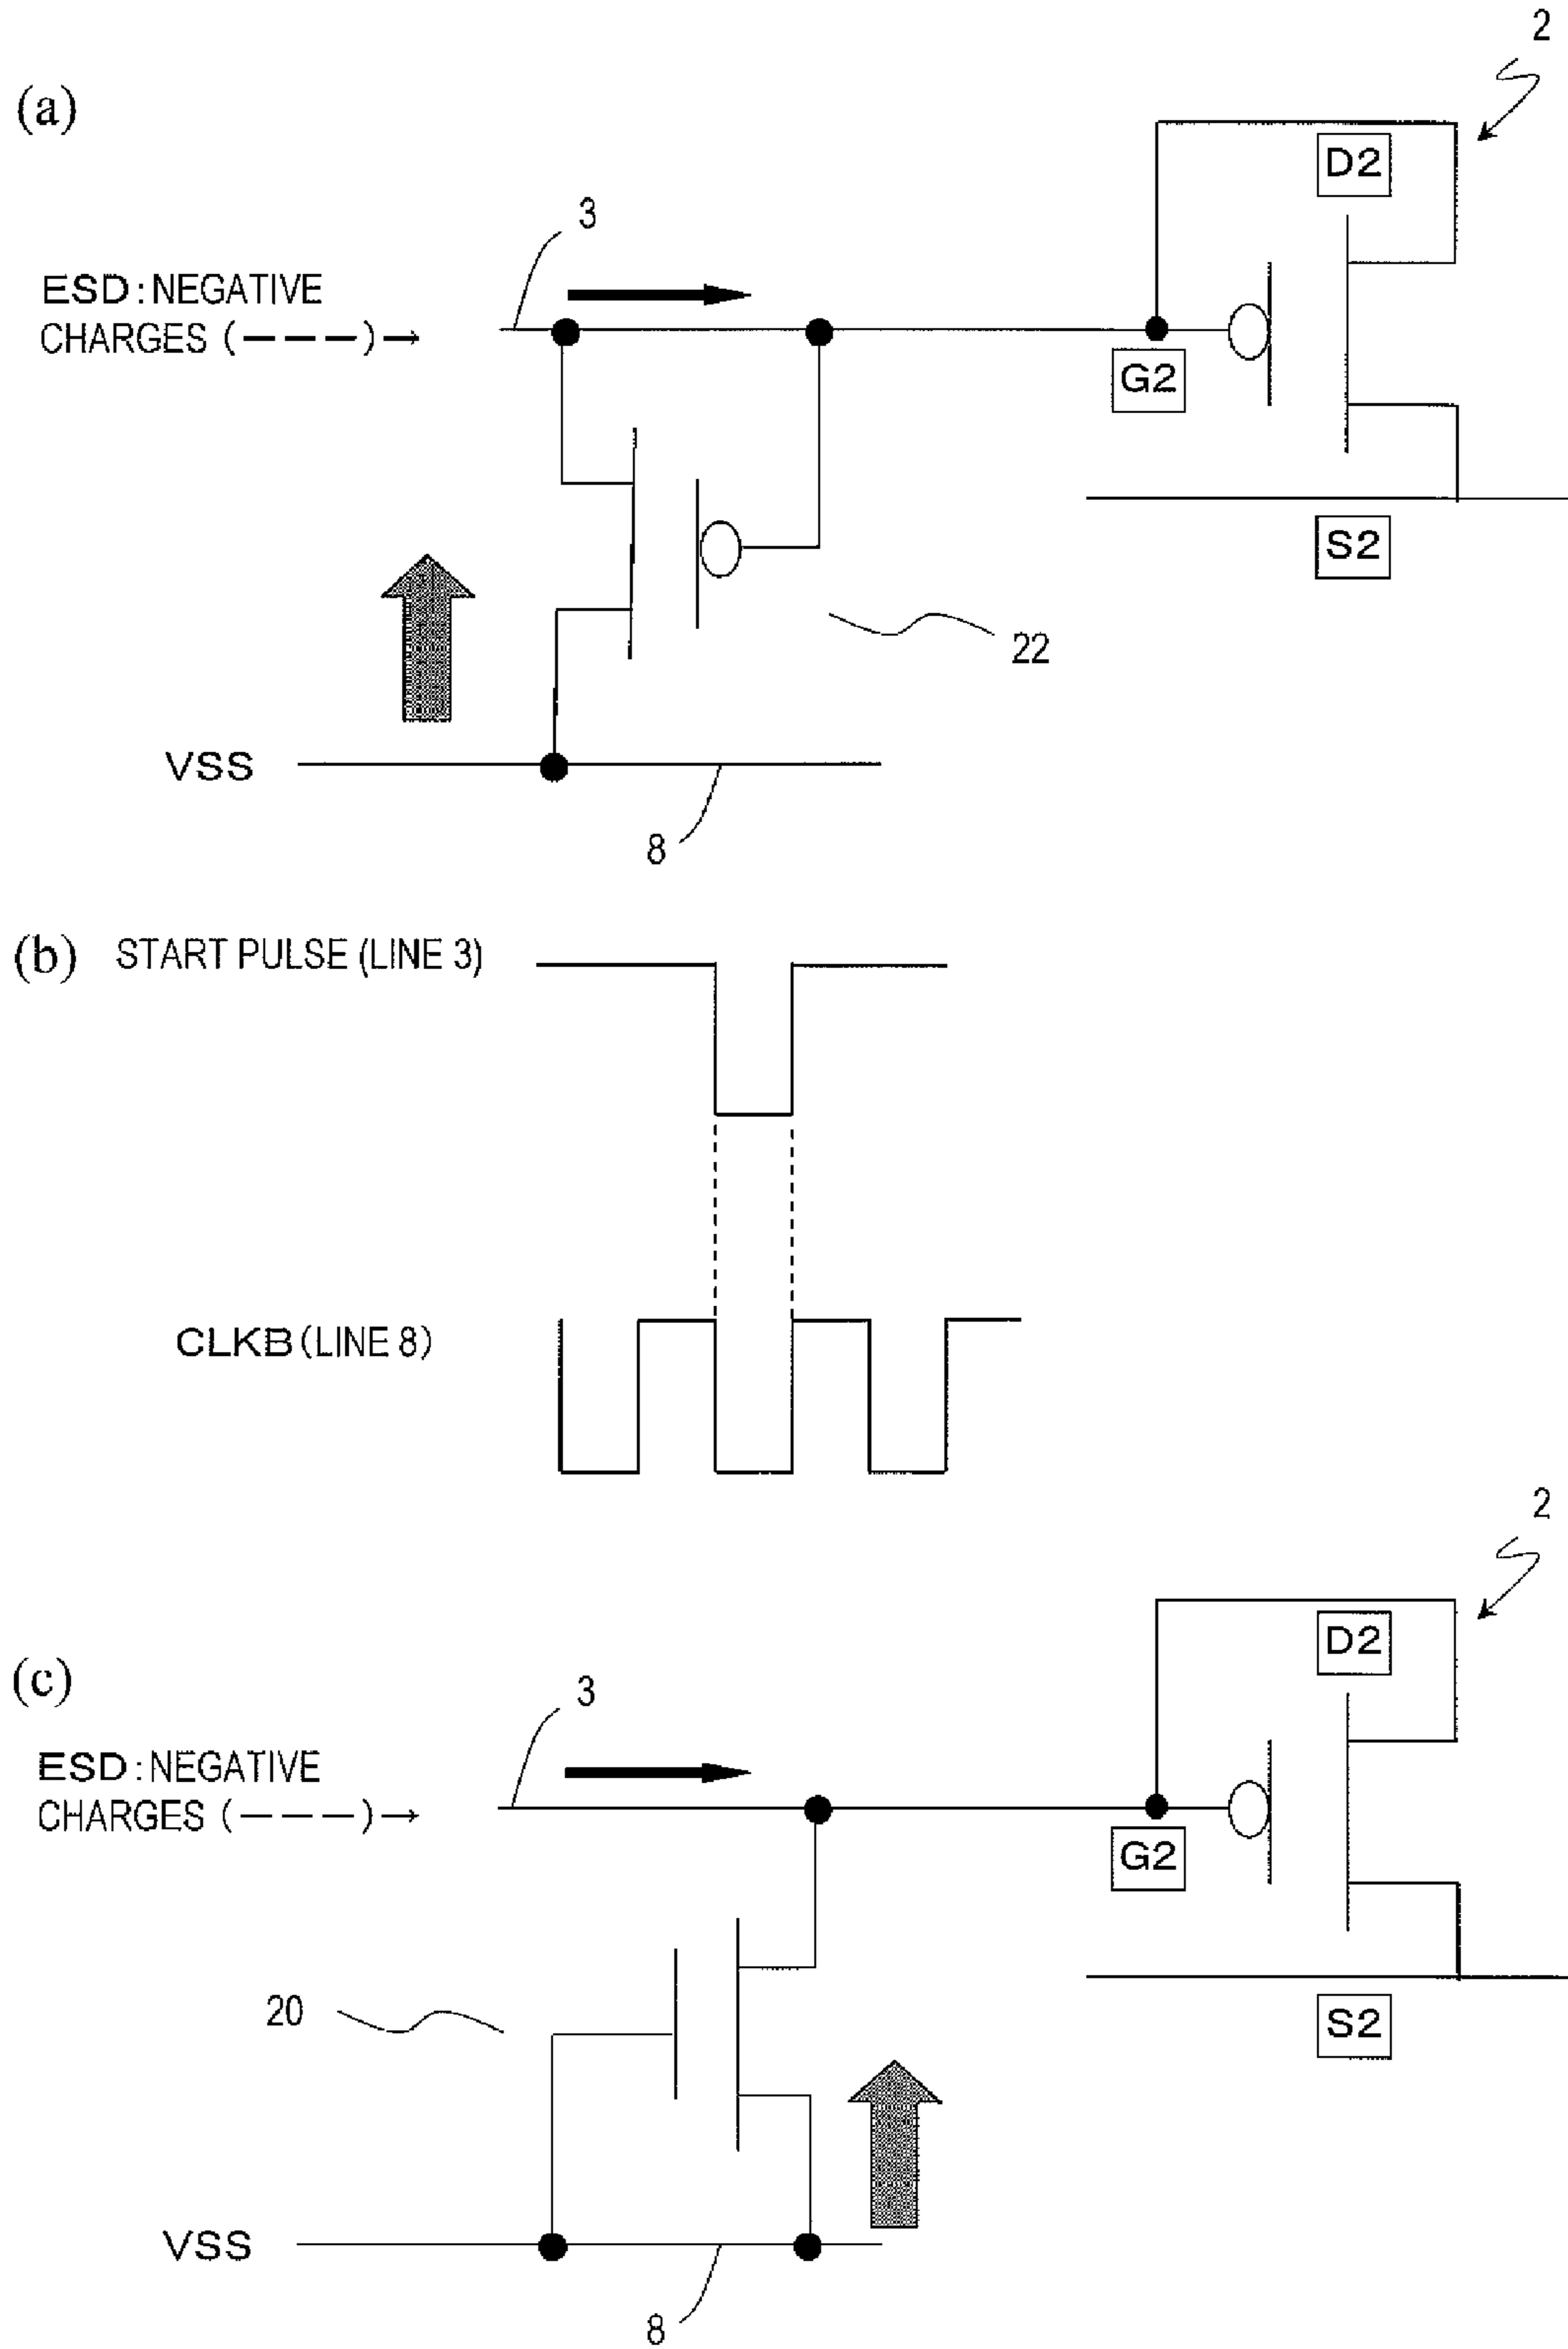 2
(a)
D2
3
ESD:NEGATIVE
CHARGES (– – –)→
G2
S2
22
VSS
8
(b) START PULSE (LINE 3)
CLKB (LINE 8)
2
(c)
D2
3
ESD:NEGATIVE
CHARGES (– – –)→
G2
20
S2
VSS
8